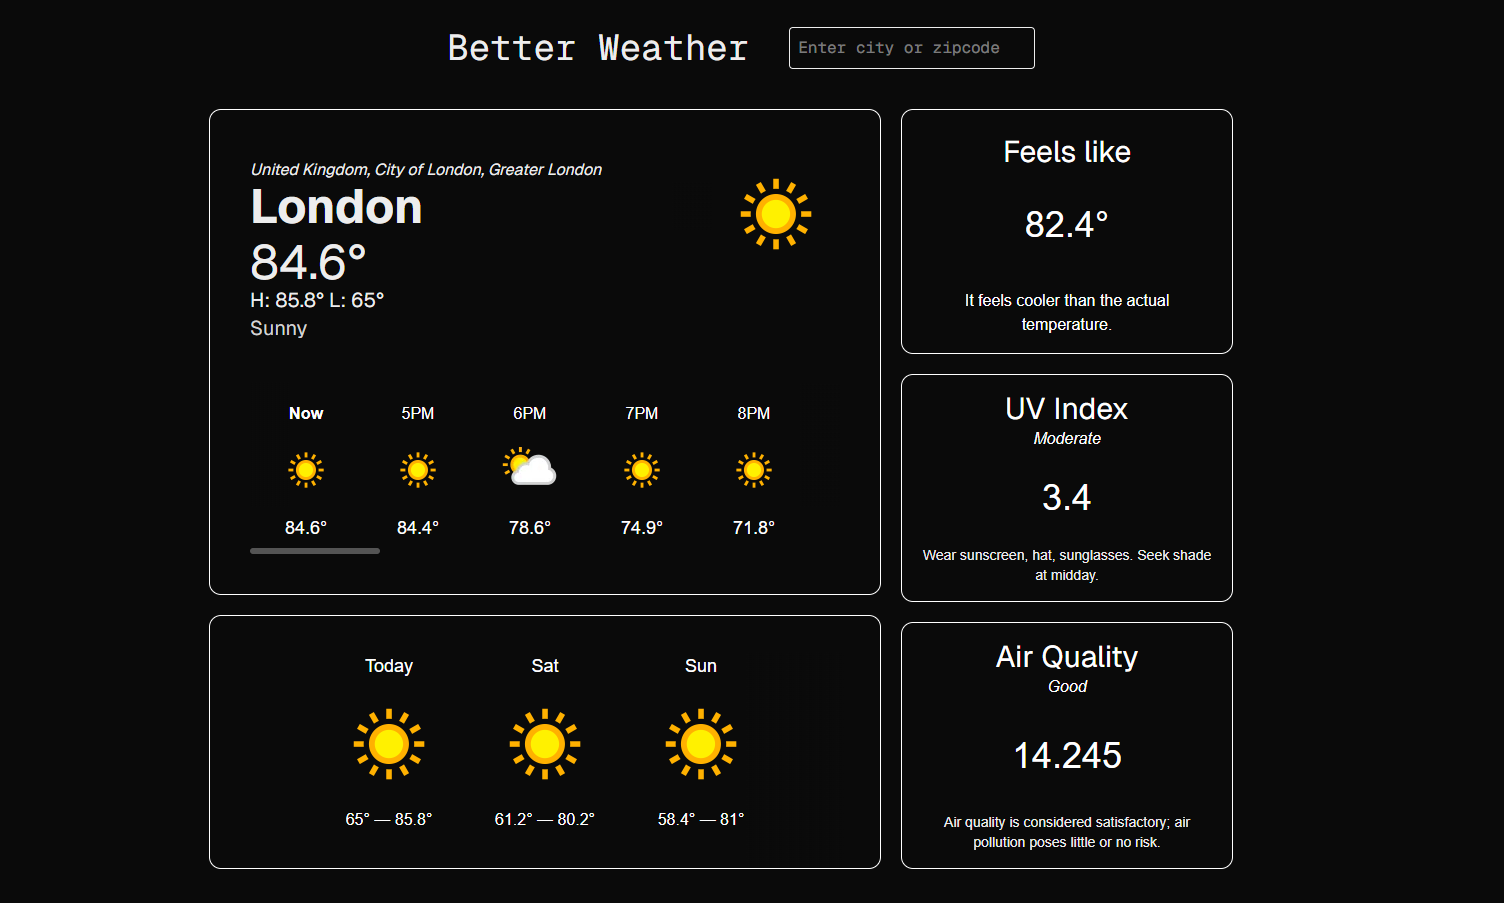 Better Weather
Enter city or zipcode
United Kingdom, City of London, Greater London
London
84.6°
H: 85.8° L: 65°
Sunny
Now 5PM 6PM 7PM 8PM
84.6° 84.4° 78.6° 74.9° 71.8°
Today Sat Sun
65° — 85.8° 61.2° — 80.2° 58.4° — 81°
Feels like
82.4°
It feels cooler than the actual
temperature.
UV Index
Moderate
3.4
Wear sunscreen, hat, sunglasses. Seek shade
at midday.
Air Quality
Good
14.245
Air quality is considered satisfactory; air
pollution poses little or no risk.